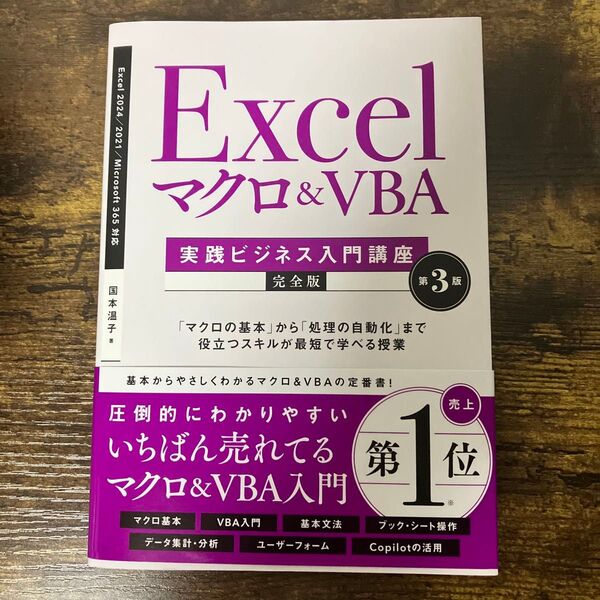 Excel 2024/2021/Microsoft 365 対応
国本温子 著
Excel
マクロ&VBA
実践ビジネス入門講座
完全版
第3版
「マクロの基本」から「処理の自動化」まで
役立つスキルが最短で学べる授業
基本からやさしくわかるマクロ&VBAの定番書!
圧倒的にわかりやすい
いちばん売れてる
マクロ&VBA入門
売上
第1位※
マクロ基本 VBA入門 基本文法 ブック・シート操作
データ集計・分析 ユーザーフォーム Copilotの活用